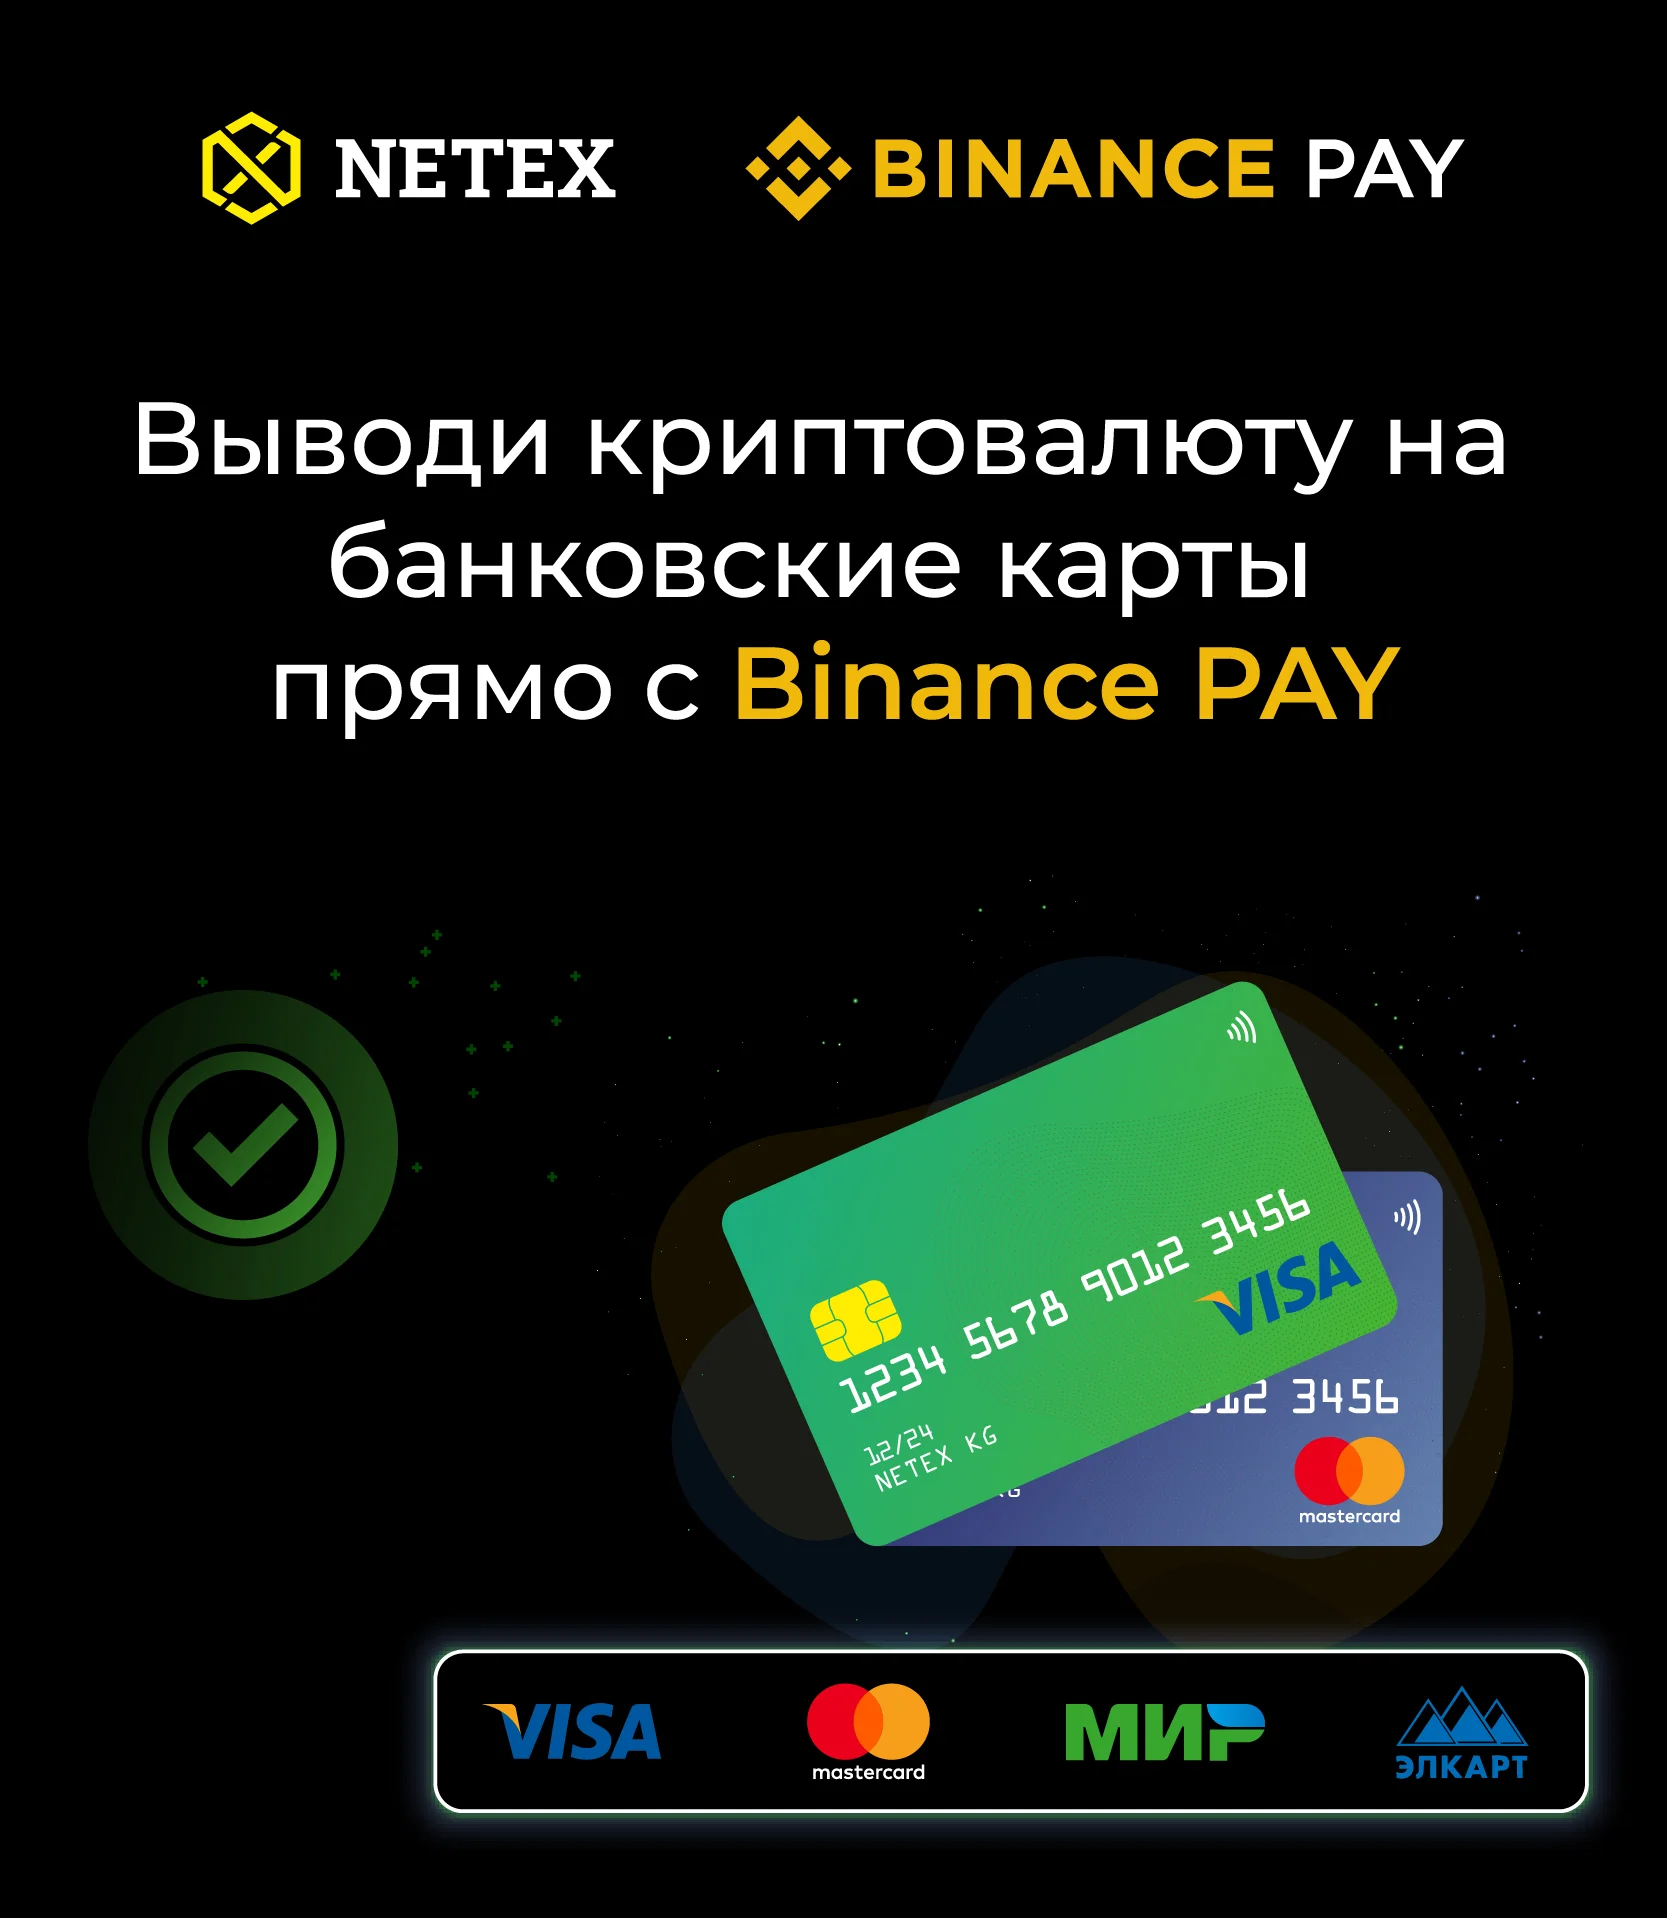 NETEX
BINANCE PAY
Выводи криптовалюту на
банковские карты
прямо с Binance PAY
1234 5678 9012 3456
VISA
12/24
NETEX KG
12 3456
KG
mastercard
VISA
mastercard
МИР
ЭЛКАРТ